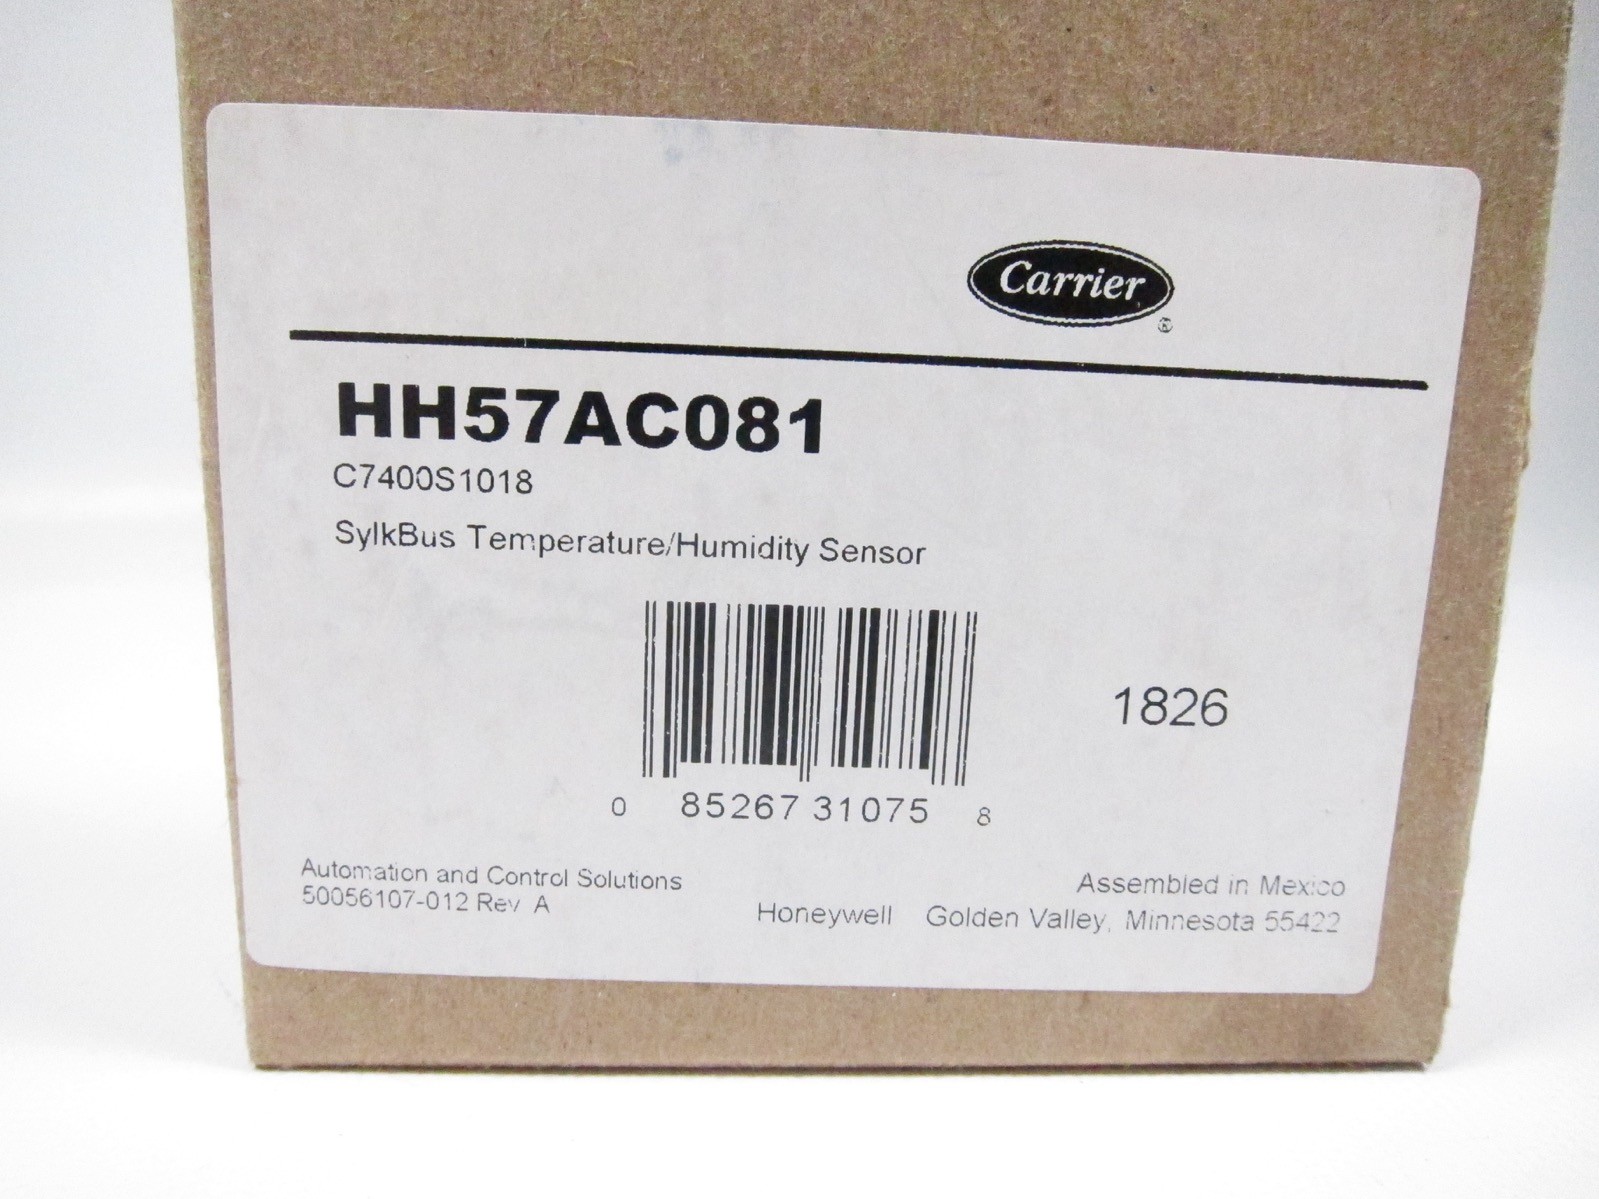 Carrier
®
HH57AC081
C7400S1018
SylkBus Temperature/Humidity Sensor
1826
0 85267 31075 8
Automation and Control Solutions
50056107-012 Rev A
Assembled in Mexico
Honeywell Golden Valley, Minnesota 55422